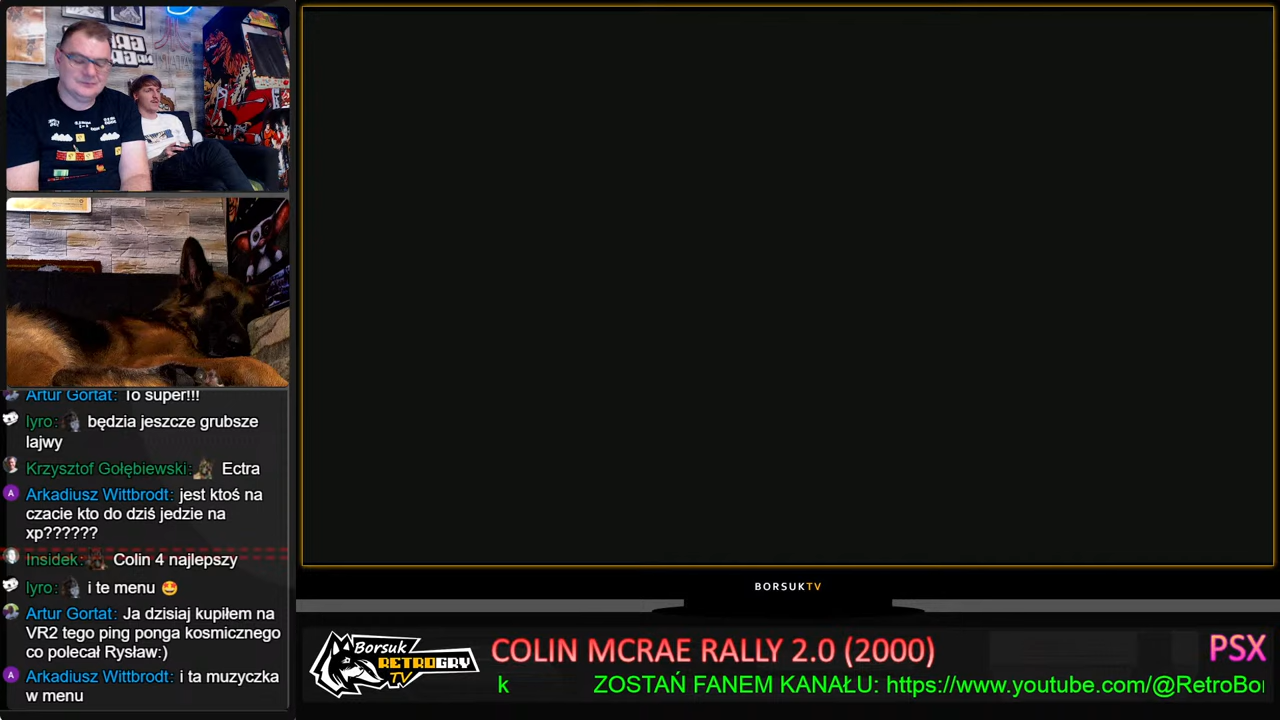 Artur Gortat: To super!!!
lyro: będzia jeszcze grubsze
lajwy
Krzysztof Gołębiewski: Ectra
A
Arkadiusz Wittbrodt: jest ktoś na
czacie kto do dziś jedzie na
xp??????
Insidek: Colin 4 najlepszy
lyro: i te menu 🤩
Artur Gortat: Ja dzisiaj kupiłem na
VR2 tego ping ponga kosmicznego
co polecał Rysław:)
A
Arkadiusz Wittbrodt: i ta muzyczka
w menu
BORSUKTV
Borsuk
RETROGRY
TV
COLIN MCRAE RALLY 2.0 (2000)
PSX
k ZOSTAŃ FANEM KANAŁU: https://www.youtube.com/@RetroBo